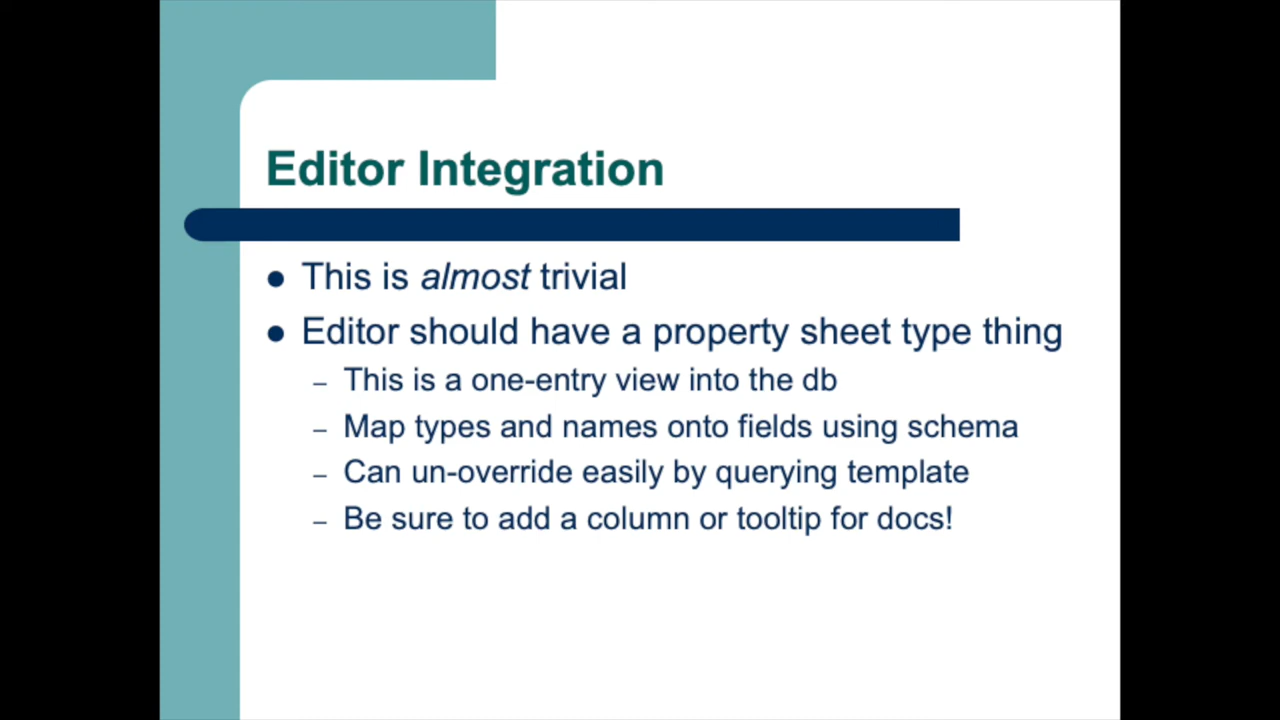 Editor Integration
● This is almost trivial
● Editor should have a property sheet type thing
– This is a one-entry view into the db
– Map types and names onto fields using schema
– Can un-override easily by querying template
– Be sure to add a column or tooltip for docs!